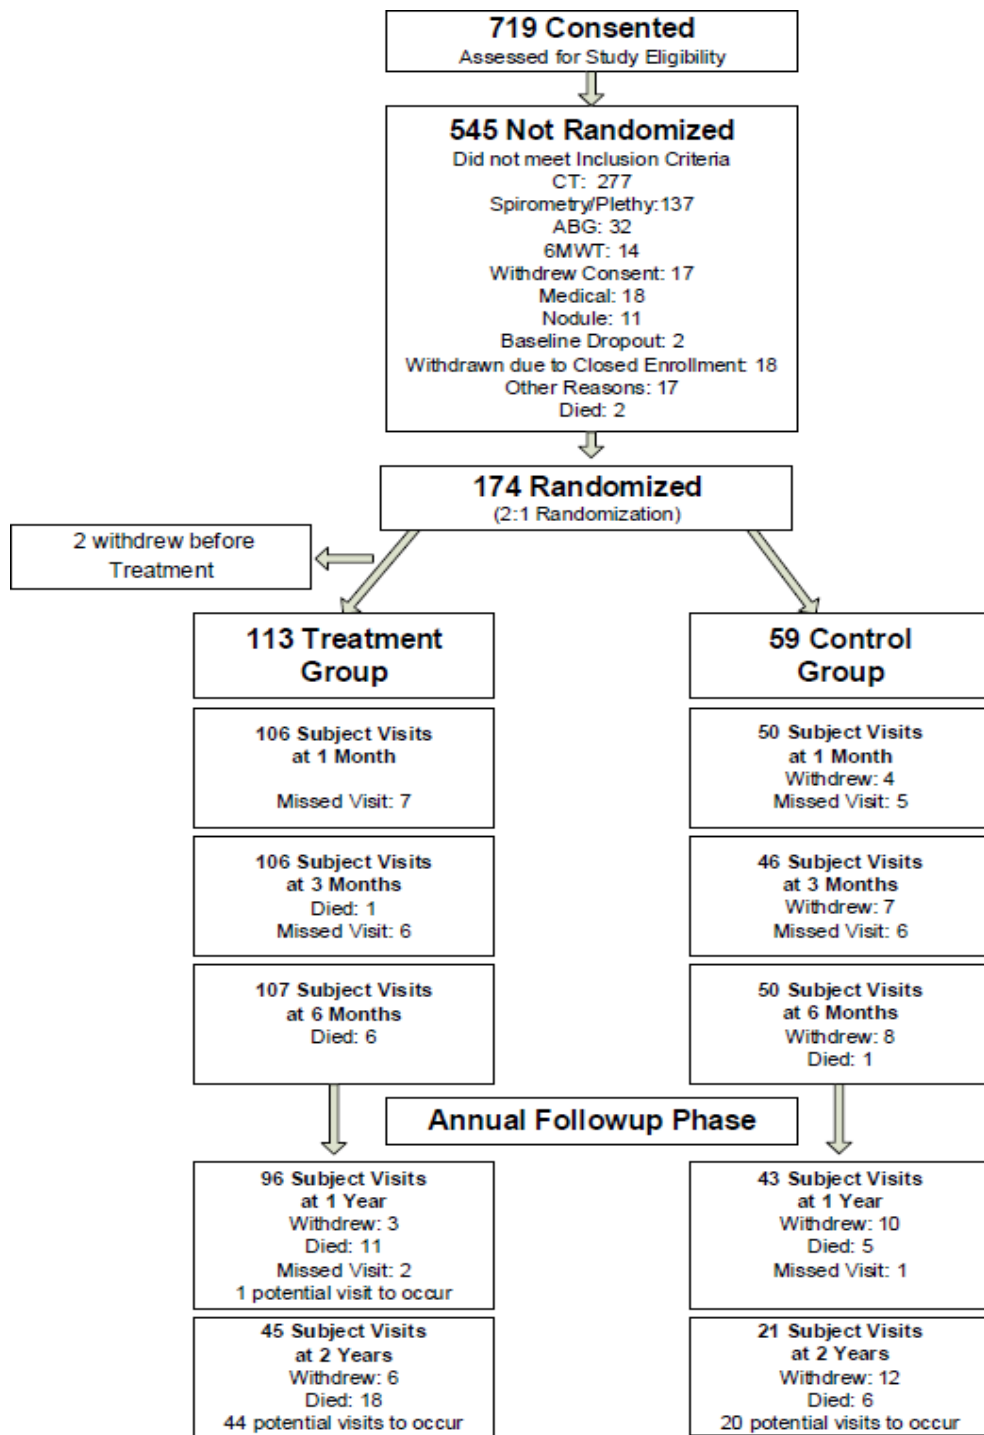 719 Consented
Assessed for Study Eligibility
545 Not Randomized
Did not meet Inclusion Criteria
CT: 277
Spirometry/Plethy:137
ABG: 32
6MWT: 14
Withdrew Consent: 17
Medical: 18
Nodule: 11
Baseline Dropout: 2
Withdrawn due to Closed Enrollment: 18
Other Reasons: 17
Died: 2
174 Randomized
(2:1 Randomization)
2 withdrew before
Treatment
113 Treatment
Group
106 Subject Visits
at 1 Month
Missed Visit: 7
106 Subject Visits
at 3 Months
Died: 1
Missed Visit: 6
107 Subject Visits
at 6 Months
Died: 6
59 Control
Group
50 Subject Visits
at 1 Month
Withdrew: 4
Missed Visit: 5
46 Subject Visits
at 3 Months
Withdrew: 7
Missed Visit: 6
50 Subject Visits
at 6 Months
Withdrew: 8
Died: 1
Annual Followup Phase
96 Subject Visits
at 1 Year
Withdrew: 3
Died: 11
Missed Visit: 2
1 potential visit to occur
45 Subject Visits
at 2 Years
Withdrew: 6
Died: 18
44 potential visits to occur
43 Subject Visits
at 1 Year
Withdrew: 10
Died: 5
Missed Visit: 1
21 Subject Visits
at 2 Years
Withdrew: 12
Died: 6
20 potential visits to occur